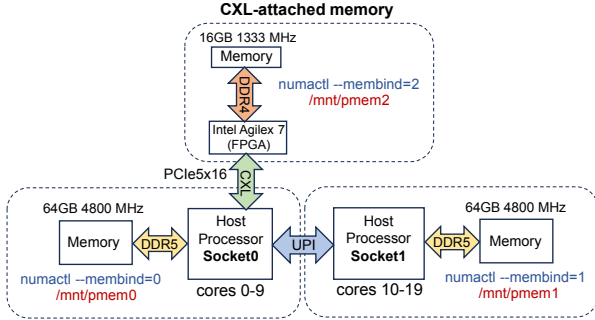 CXL-attached memory
16GB 1333 MHz
Memory
DDR4
numactl --membind=2
/mnt/pmem2
Intel Agilex 7
(FPGA)
PCIe5x16
CXL
64GB 4800 MHz
Memory
DDR5
Host
Processor
Socket0
UPI
Host
Processor
Socket1
DDR5
64GB 4800 MHz
Memory
numactl --membind=0
/mnt/pmem0
cores 0-9
cores 10-19
numactl --membind=1
/mnt/pmem1